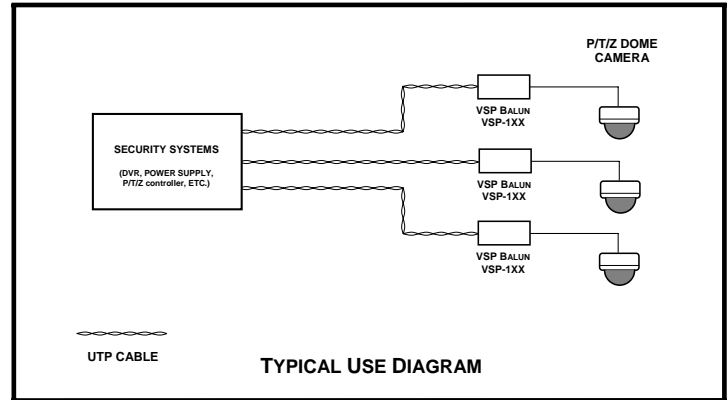 P/T/Z DOME
CAMERA
VSP BALUN
VSP-1XX
SECURITY SYSTEMS
(DVR, POWER SUPPLY,
P/T/Z controller, ETC.)
VSP BALUN
VSP-1XX
VSP BALUN
VSP-1XX
UTP CABLE
TYPICAL USE DIAGRAM